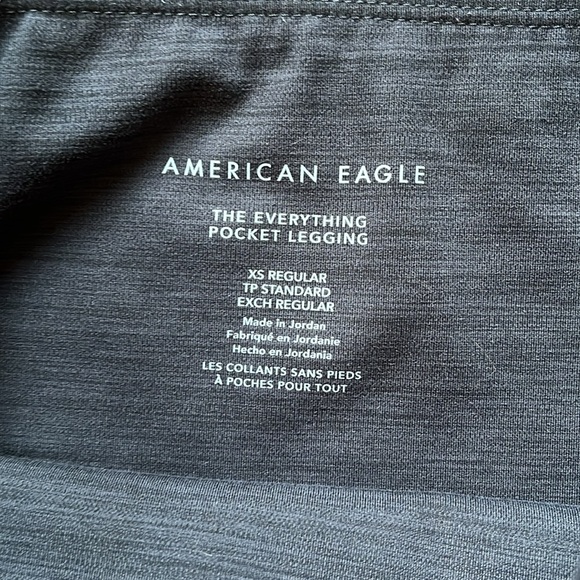 AMERICAN EAGLE
THE EVERYTHING
POCKET LEGGING
XS REGULAR
TP STANDARD
EXCH REGULAR
Made in Jordan
Fabriqué en Jordanie
Hecho en Jordania
LES COLLANTS SANS PIEDS
À POCHES POUR TOUT